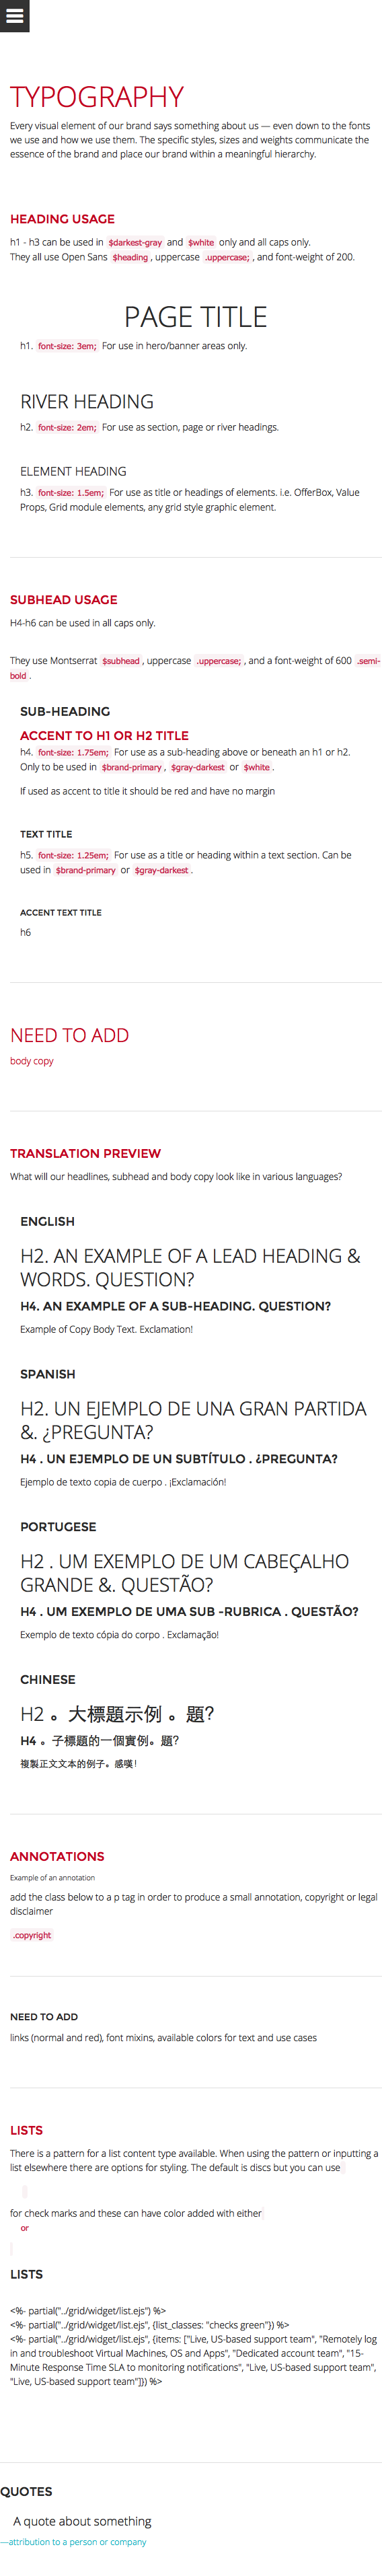 TYPOGRAPHY
Every visual element of our brand says something about us — even down to the fonts
we use and how we use them. The specific styles, sizes and weights communicate the
essence of the brand and place our brand within a meaningful hierarchy.
HEADING USAGE
h1 - h3 can be used in $darkest-gray and $white only and all caps only.
They all use Open Sans $heading , uppercase .uppercase; , and font-weight of 200.
PAGE TITLE
h1. font-size: 3em; For use in hero/banner areas only.
RIVER HEADING
h2. font-size: 2em; For use as section, page or river headings.
ELEMENT HEADING
h3. font-size: 1.5em; For use as title or headings of elements. i.e. OfferBox, Value
Props, Grid module elements, any grid style graphic element.
SUBHEAD USAGE
H4-h6 can be used in all caps only.
They use Montserrat $subhead , uppercase .uppercase; , and a font-weight of 600 .semi-
bold .
SUB-HEADING
ACCENT TO H1 OR H2 TITLE
h4. font-size: 1.75em; For use as a sub-heading above or beneath an h1 or h2.
Only to be used in $brand-primary , $gray-darkest or $white .
If used as accent to title it should be red and have no margin
TEXT TITLE
h5. font-size: 1.25em; For use as a title or heading within a text section. Can be
used in $brand-primary or $gray-darkest .
ACCENT TEXT TITLE
h6
NEED TO ADD
body copy
TRANSLATION PREVIEW
What will our headlines, subhead and body copy look like in various languages?
ENGLISH
H2. AN EXAMPLE OF A LEAD HEADING &
WORDS. QUESTION?
H4. AN EXAMPLE OF A SUB-HEADING. QUESTION?
Example of Copy Body Text. Exclamation!
SPANISH
H2. UN EJEMPLO DE UNA GRAN PARTIDA
&. ¿PREGUNTA?
H4 . UN EJEMPLO DE UN SUBTÍTULO . ¿PREGUNTA?
Ejemplo de texto copia de cuerpo . ¡Exclamación!
PORTUGESE
H2 . UM EXEMPLO DE UM CABEÇALHO
GRANDE &. QUESTÃO?
H4 . UM EXEMPLO DE UMA SUB -RUBRICA . QUESTÃO?
Exemplo de texto cópia do corpo . Exclamação!
CHINESE
H2 。大標題示例 。題?
H4 。子標題的一個實例。題?
複製正文文本的例子。感嘆!
ANNOTATIONS
Example of an annotation
add the class below to a p tag in order to produce a small annotation, copyright or legal
disclaimer
.copyright
NEED TO ADD
links (normal and red), font mixins, available colors for text and use cases
LISTS
There is a pattern for a list content type available. When using the pattern or inputting a
list elsewhere there are options for styling. The default is discs but you can use
for check marks and these can have color added with either
or
LISTS
<%- partial("../grid/widget/list.ejs") %>
<%- partial("../grid/widget/list.ejs", {list_classes: "checks green"}) %>
<%- partial("../grid/widget/list.ejs", {items: ["Live, US-based support team", "Remotely log
in and troubleshoot Virtual Machines, OS and Apps", "Dedicated account team", "15-
Minute Response Time SLA to monitoring notifications", "Live, US-based support team",
"Live, US-based support team"]}) %>
QUOTES
A quote about something
—attribution to a person or company